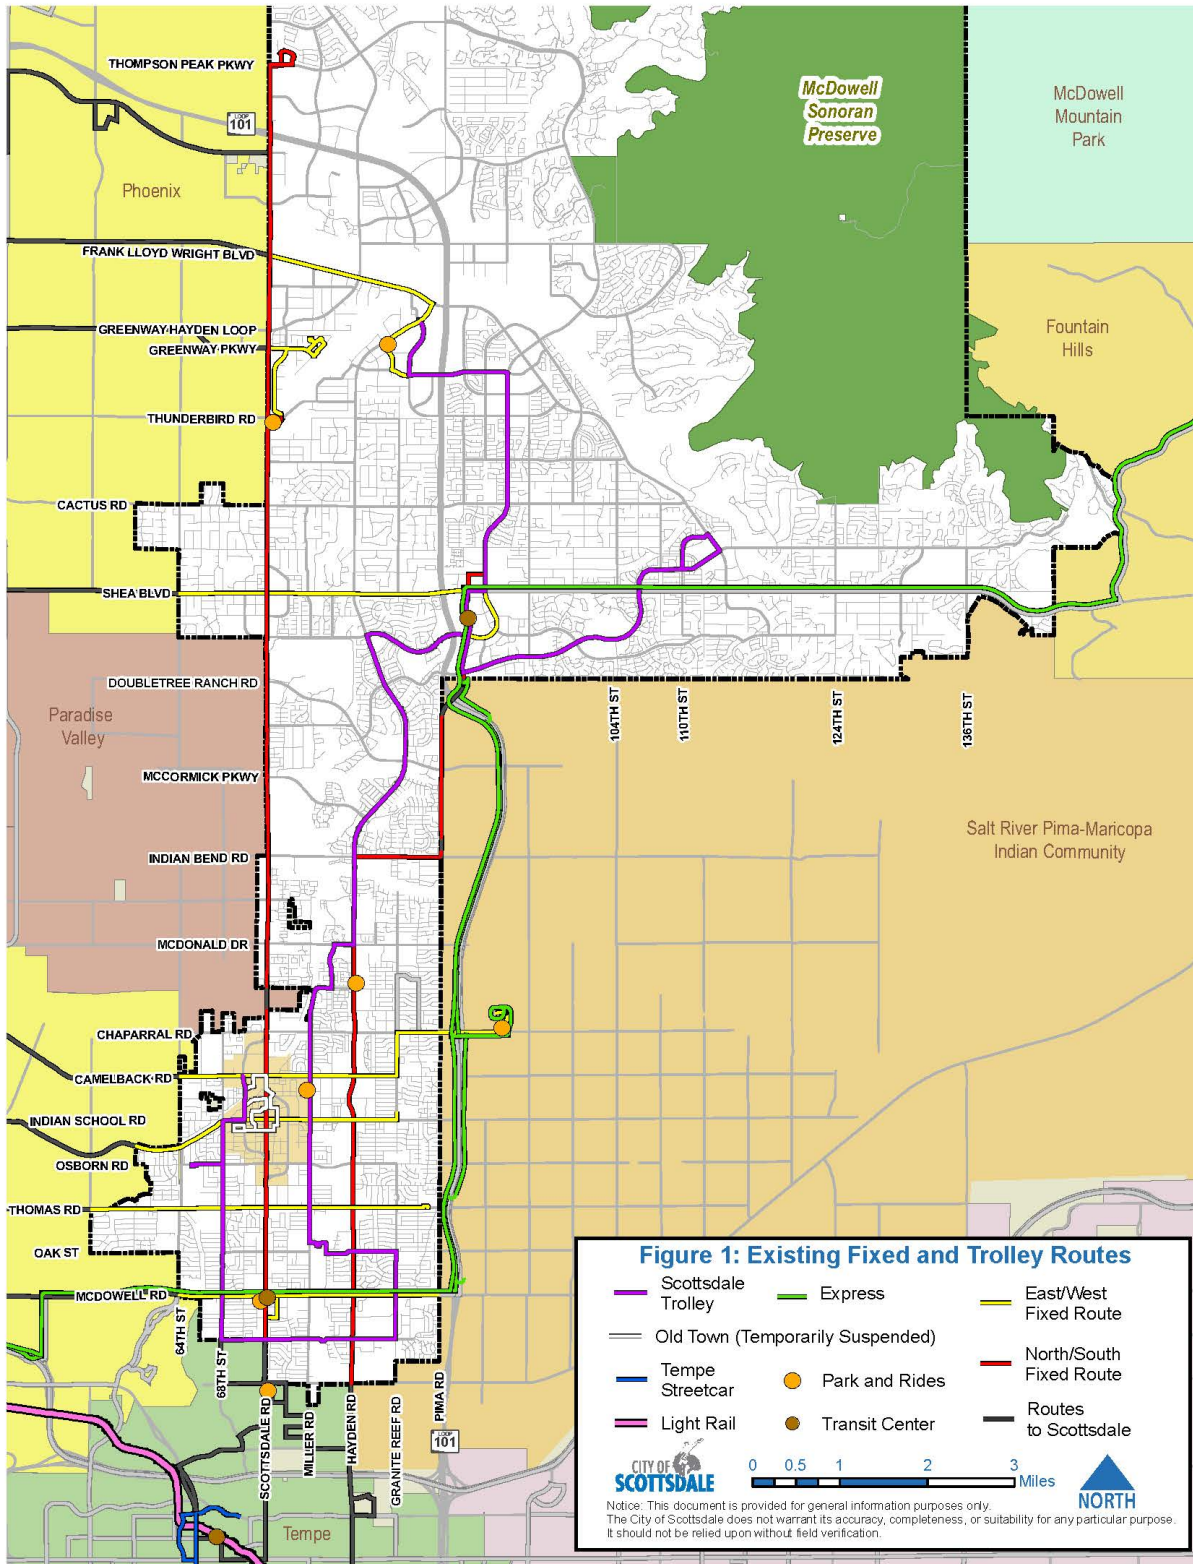 THOMPSON PEAK PKWY
LOOP
101
McDowell
Sonoran
Preserve
McDowell
Mountain
Park
Phoenix
FRANK LLOYD WRIGHT BLVD
GREENWAY-HAYDEN LOOP
GREENWAY PKWY
Fountain
Hills
THUNDERBIRD RD
CACTUS RD
SHEA BLVD
DOUBLETREE RANCH RD
Paradise
Valley
104TH ST
110TH ST
124TH ST
136TH ST
MCCORMICK PKWY
Salt River Pima-Maricopa
Indian Community
INDIAN BEND RD
MCDONALD DR
CHAPARRAL RD
CAMELBACK RD
INDIAN SCHOOL RD
OSBORN RD
THOMAS RD
OAK ST
MCDOWELL RD
64TH ST
68TH ST
SCOTTSDALE RD
MILLER RD
HAYDEN RD
GRANITE REEF RD
PIMA RD
LOOP
101
Tempe
Figure 1: Existing Fixed and Trolley Routes
Scottsdale
Trolley
Express
East/West
Fixed Route
Old Town (Temporarily Suspended)
Tempe
Streetcar
Park and Rides
North/South
Fixed Route
Light Rail
Transit Center
Routes
to Scottsdale
CITY OF
SCOTTSDALE
0 0.5 1 2 3
Miles
NORTH
Notice: This document is provided for general information purposes only.
The City of Scottsdale does not warrant its accuracy, completeness, or suitability for any particular purpose.
It should not be relied upon without field verification.